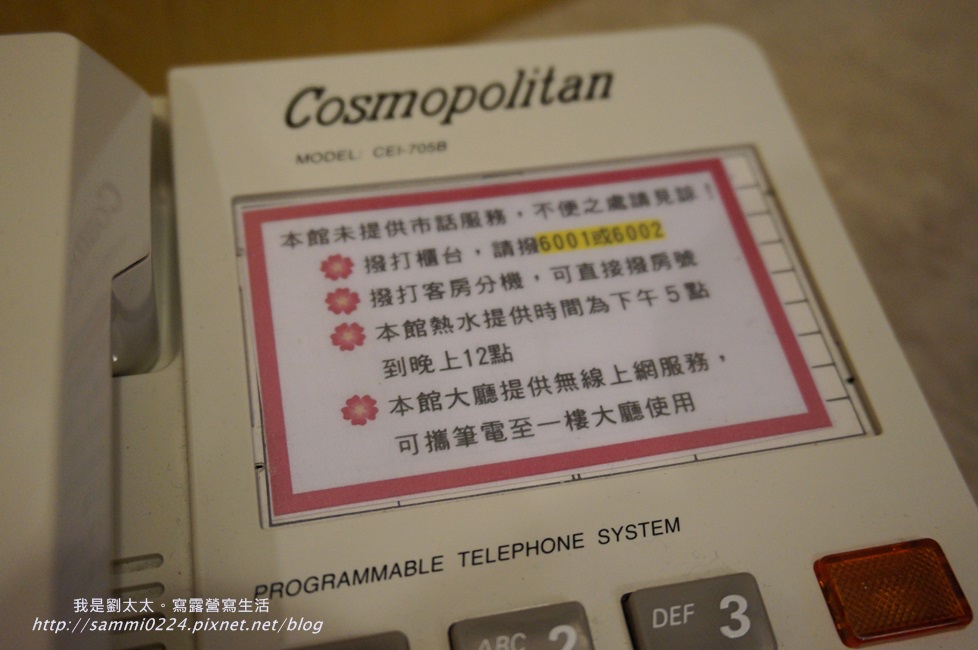 Cosmopolitan
MODEL: CEI-705B
本館未提供市話服務，不便之處請見諒！
撥打櫃台，請撥6001或6002
撥打客房分機，可直接撥房號
本館熱水提供時間為下午5點
到晚上12點
本館大廳提供無線上網服務，
可攜筆電至一樓大廳使用
PROGRAMMABLE TELEPHONE SYSTEM
ABC 2
DEF 3
我是劉太太。寫露營寫生活
http://sammi0224.pixnet.net/blog